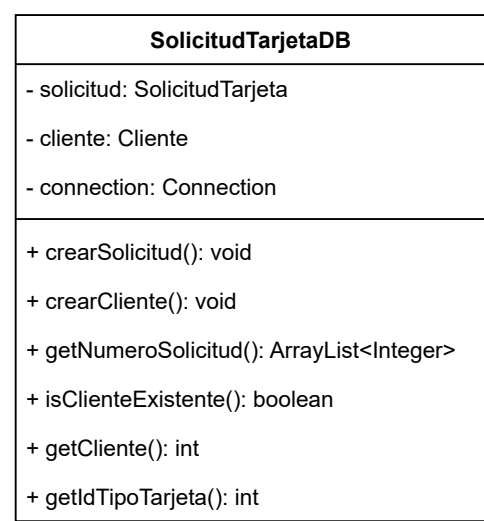 SolicitudTarjetaDB
- solicitud: SolicitudTarjeta
- cliente: Cliente
- connection: Connection
+ crearSolicitud(): void
+ crearCliente(): void
+ getNumeroSolicitud(): ArrayList<Integer>
+ isClienteExistente(): boolean
+ getCliente(): int
+ getIdTipoTarjeta(): int